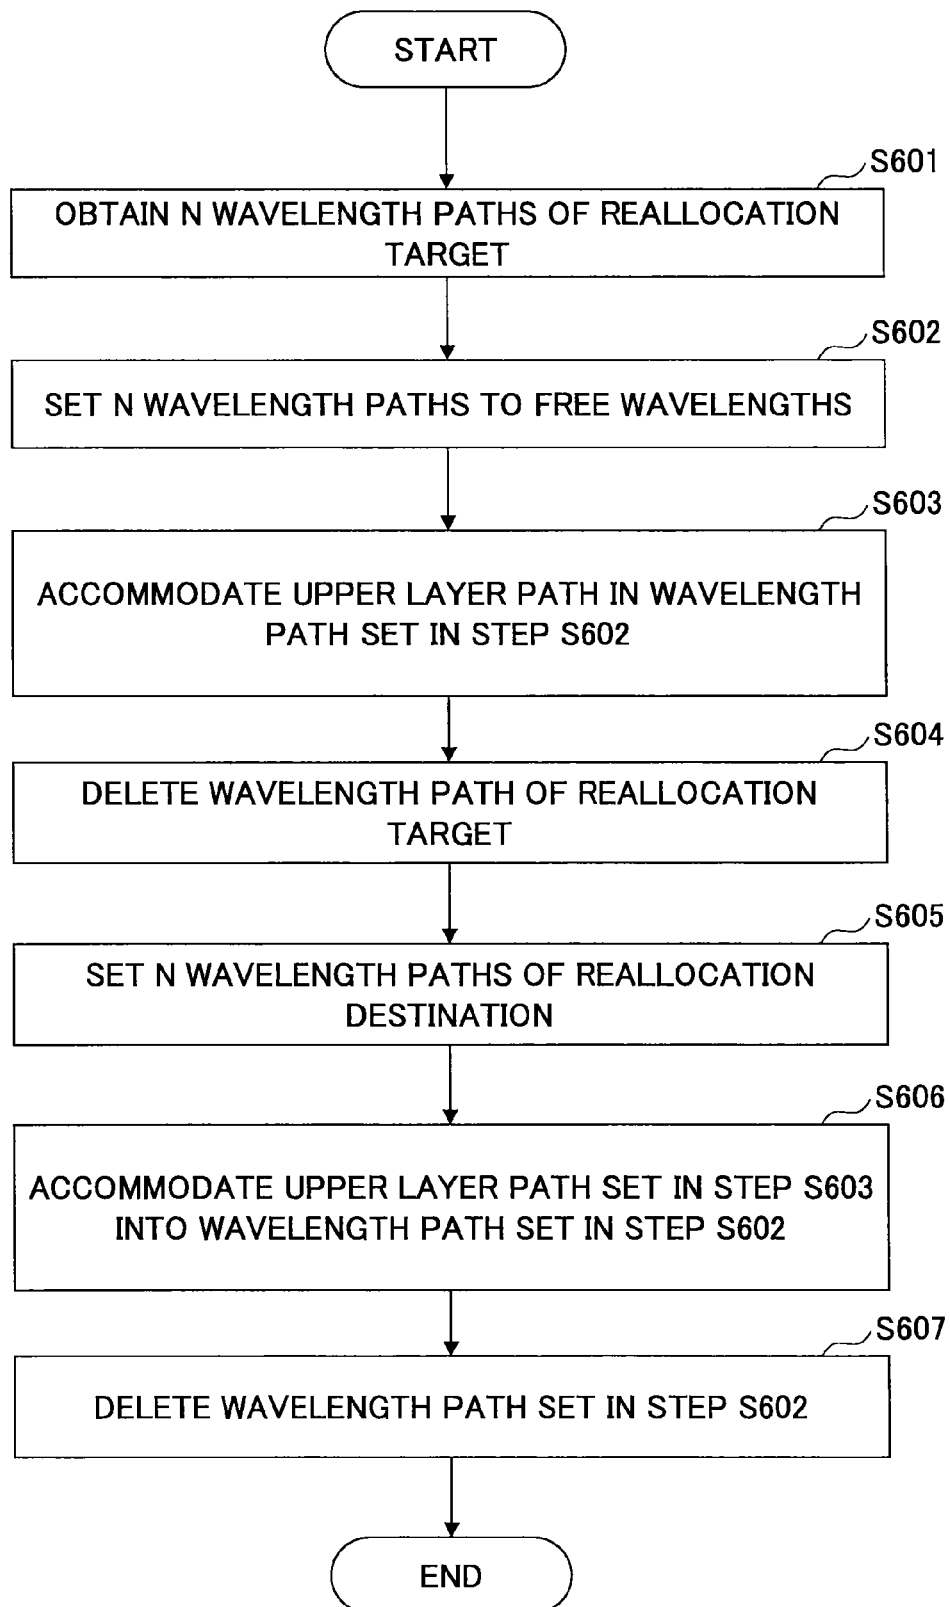 START
S601
OBTAIN N WAVELENGTH PATHS OF REALLOCATION
TARGET
S602
SET N WAVELENGTH PATHS TO FREE WAVELENGTHS
S603
ACCOMMODATE UPPER LAYER PATH IN WAVELENGTH
PATH SET IN STEP S602
S604
DELETE WAVELENGTH PATH OF REALLOCATION
TARGET
S605
SET N WAVELENGTH PATHS OF REALLOCATION
DESTINATION
S606
ACCOMMODATE UPPER LAYER PATH SET IN STEP S603
INTO WAVELENGTH PATH SET IN STEP S602
S607
DELETE WAVELENGTH PATH SET IN STEP S602
END